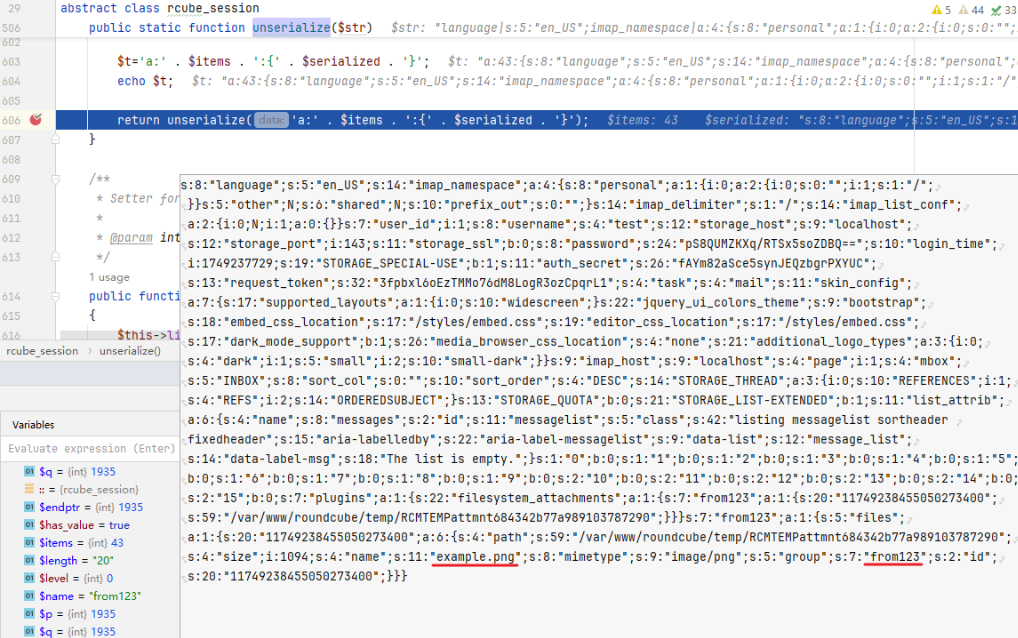 29 abstract class rcube_session
5 44 33
506 public static function unserialize($str) $str: "language|s:5:"en_US";imap_namespace|a:4:{s:8:"personal";a:1:{i:0;a:2:{i:0;s:0:"";i
602
603 $t='a:' . $items . ':{' . $serialized . '}'; $t: "a:43:{s:8:"language";s:5:"en_US";s:14:"imap_namespace";a:4:{s:8:"personal";
604 echo $t; $t: "a:43:{s:8:"language";s:5:"en_US";s:14:"imap_namespace";a:4:{s:8:"personal";a:1:{i:0;a:2:{i:0;s:0:"";i:1;s:1:"/"
605
606 return unserialize( data: 'a:' . $items . ':{' . $serialized . '}'); $items: 43 $serialized: "s:8:"language";s:5:"en_US";s:1
607 }
608
609 /**
610 * Setter for
611 *
612 * @param int
613 */
1 usage
614 public functi
615 {
616 $this->li
rcube_session › unserialize()
Variables
Evaluate expression (Enter)
$q = {int} 1935
:: = {rcube_session}
$endptr = {int} 1935
$has_value = true
$items = {int} 43
$length = "20"
$level = {int} 0
$name = "from123"
$p = {int} 1935
$q = {int} 1935
s:8:"language";s:5:"en_US";s:14:"imap_namespace";a:4:{s:8:"personal";a:1:{i:0;a:2:{i:0;s:0:"";i:1;s:1:"/";
}}s:5:"other";N;s:6:"shared";N;s:10:"prefix_out";s:0:"";}s:14:"imap_delimiter";s:1:"/";s:14:"imap_list_conf";
a:2:{i:0;N;i:1;a:0:{}}s:7:"user_id";i:1;s:8:"username";s:4:"test";s:12:"storage_host";s:9:"localhost";
s:12:"storage_port";i:143;s:11:"storage_ssl";b:0;s:8:"password";s:24:"pS8QUMZKXq/RTSx5soZDBQ==";s:10:"login_time";
i:1749237729;s:19:"STORAGE_SPECIAL-USE";b:1;s:11:"auth_secret";s:26:"fAYm82aSce5synJEQzbgrPXYUC";
s:13:"request_token";s:32:"3fpbxl6oEzTMMo76dM8LogR3ozCpqrL1";s:4:"task";s:4:"mail";s:11:"skin_config";
a:7:{s:17:"supported_layouts";a:1:{i:0;s:10:"widescreen";}s:22:"jquery_ui_colors_theme";s:9:"bootstrap";
s:18:"embed_css_location";s:17:"/styles/embed.css";s:19:"editor_css_location";s:17:"/styles/embed.css";
s:17:"dark_mode_support";b:1;s:26:"media_browser_css_location";s:4:"none";s:21:"additional_logo_types";a:3:{i:0;
s:4:"dark";i:1;s:5:"small";i:2;s:10:"small-dark";}}s:9:"imap_host";s:9:"localhost";s:4:"page";i:1;s:4:"mbox";
s:5:"INBOX";s:8:"sort_col";s:0:"";s:10:"sort_order";s:4:"DESC";s:14:"STORAGE_THREAD";a:3:{i:0;s:10:"REFERENCES";i:1;
s:4:"REFS";i:2;s:14:"ORDEREDSUBJECT";}s:13:"STORAGE_QUOTA";b:0;s:21:"STORAGE_LIST-EXTENDED";b:1;s:11:"list_attrib";
a:6:{s:4:"name";s:8:"messages";s:2:"id";s:11:"messagelist";s:5:"class";s:42:"listing messagelist sortheader
fixedheader";s:15:"aria-labelledby";s:22:"aria-label-messagelist";s:9:"data-list";s:12:"message_list";
s:14:"data-label-msg";s:18:"The list is empty.";}s:1:"0";b:0;s:1:"1";b:0;s:1:"2";b:0;s:1:"3";b:0;s:1:"4";b:0;s:1:"5";
b:0;s:1:"6";b:0;s:1:"7";b:0;s:1:"8";b:0;s:1:"9";b:0;s:2:"10";b:0;s:2:"11";b:0;s:2:"12";b:0;s:2:"13";b:0;s:2:"14";b:0;
s:2:"15";b:0;s:7:"plugins";a:1:{s:22:"filesystem_attachments";a:1:{s:7:"from123";a:1:{s:20:"11749238455050273400";
s:59:"/var/www/roundcube/temp/RCMTEMPattmnt684342b77a989103787290";}}}s:7:"from123";a:1:{s:5:"files";
a:1:{s:20:"11749238455050273400";a:6:{s:4:"path";s:59:"/var/www/roundcube/temp/RCMTEMPattmnt684342b77a989103787290";
s:4:"size";i:1094;s:4:"name";s:11:"example.png";s:8:"mimetype";s:9:"image/png";s:5:"group";s:7:"from123";s:2:"id";
s:20:"11749238455050273400";}}}